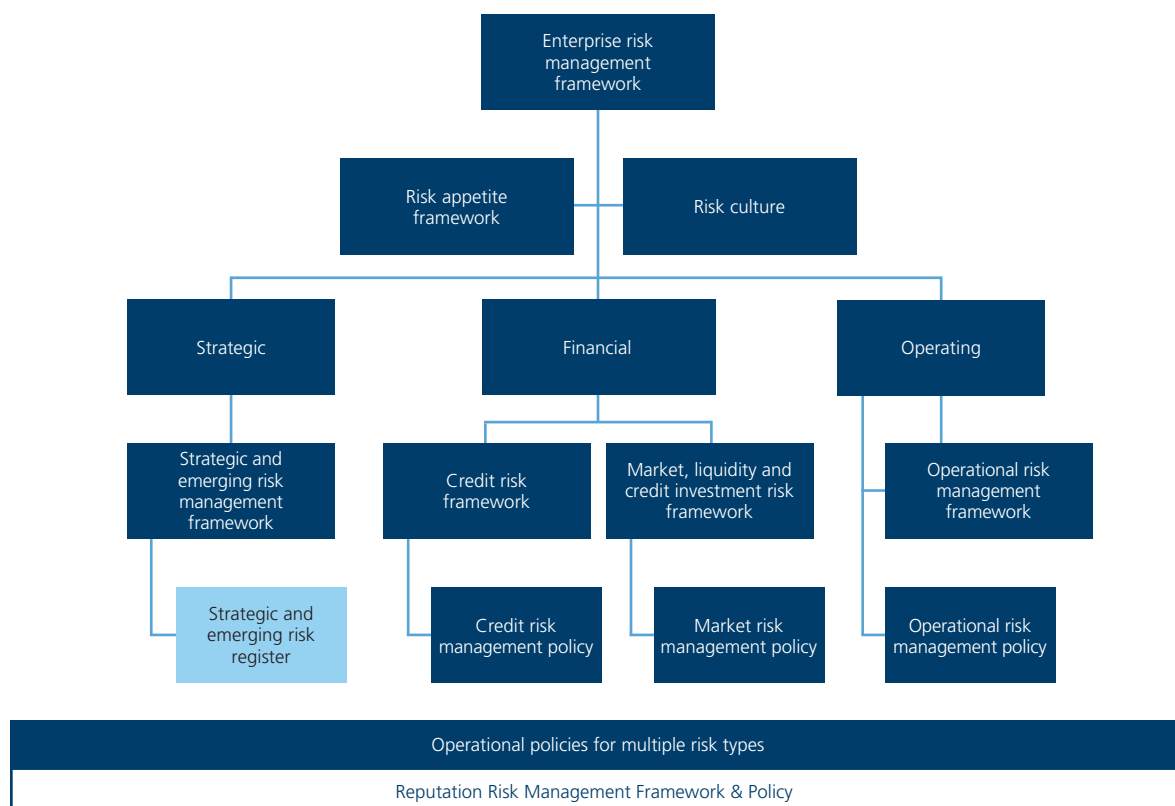 Enterprise risk
management
framework
Risk appetite
framework
Risk culture
Strategic
Financial
Operating
Strategic and
emerging risk
management
framework
Credit risk
framework
Market, liquidity and
credit investment risk
framework
Operational risk
management
framework
Strategic and
emerging risk
register
Credit risk
management policy
Market risk
management policy
Operational risk
management policy
Operational policies for multiple risk types
Reputation Risk Management Framework & Policy